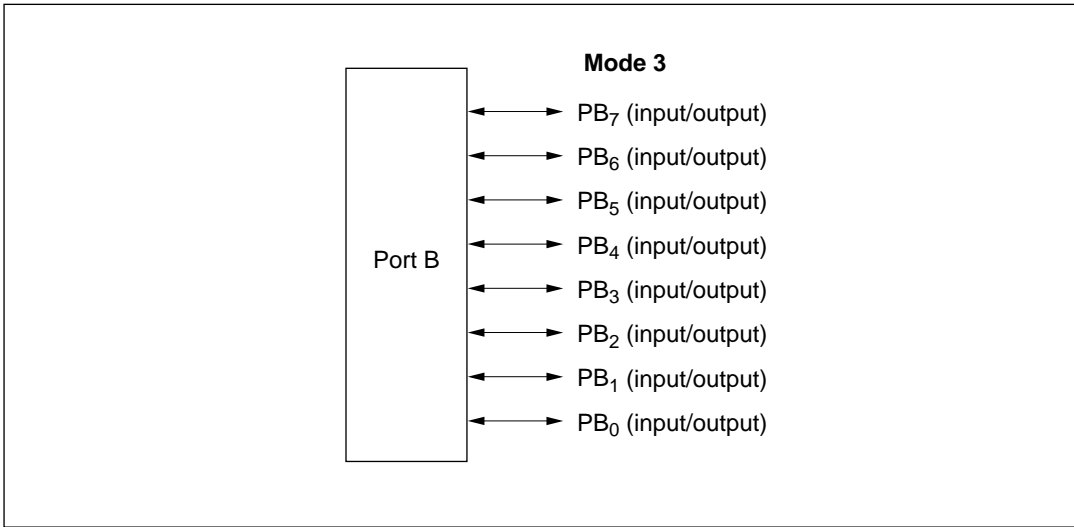 Mode 3
PB7 (input/output)
PB6 (input/output)
PB5 (input/output)
PB4 (input/output)
Port B
PB3 (input/output)
PB2 (input/output)
PB1 (input/output)
PB0 (input/output)